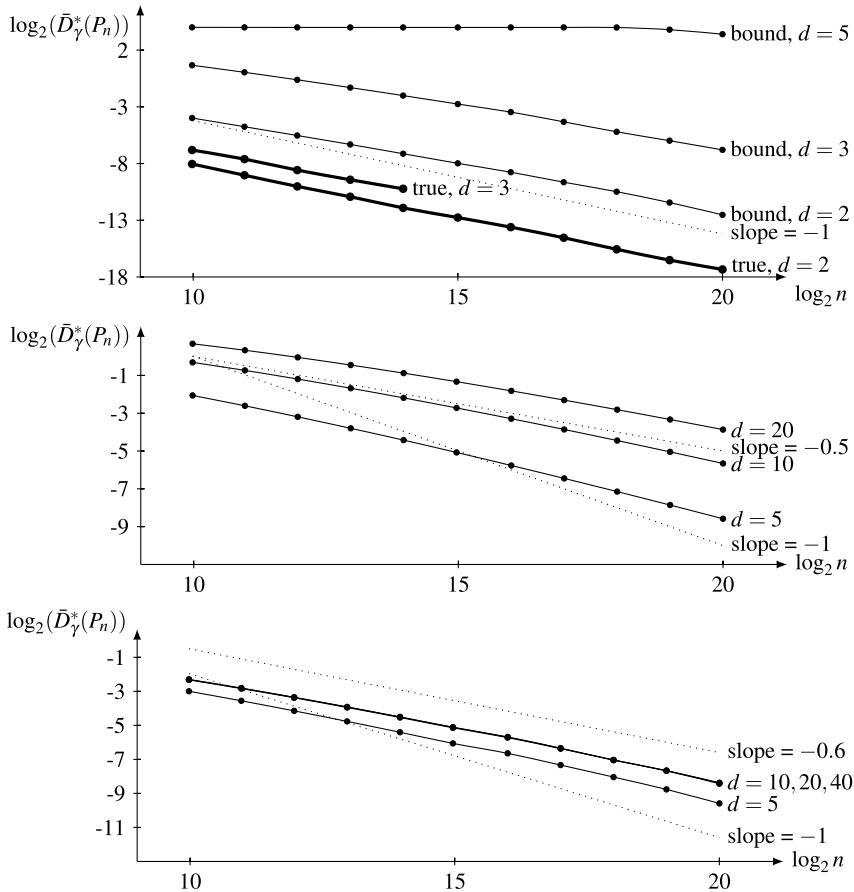 log₂(D̄*ᵧ(Pₙ))
bound, d = 5
2
-3
bound, d = 3
-8
true, d = 3
bound, d = 2
-13
slope = −1
true, d = 2
-18
10
15
20
log₂ n
log₂(D̄*ᵧ(Pₙ))
-1
-3
d = 20
slope = −0.5
-5
d = 10
-7
d = 5
-9
slope = −1
log₂ n
10
15
20
log₂(D̄*ᵧ(Pₙ))
-1
-3
-5
slope = −0.6
-7
d = 10, 20, 40
-9
d = 5
-11
slope = −1
log₂ n
10
15
20